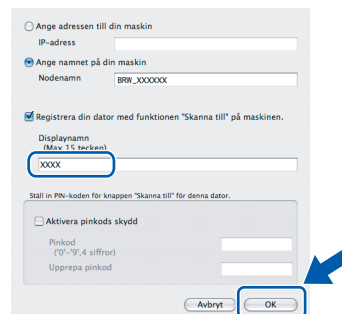 Ange adressen till din maskin
IP-adress
Ange namnet på din maskin
Nodenamn BRW_XXXXXX
Registrera din dator med funktionen "Skanna till" på maskinen.
Displaynamn
(Max 15 tecken)
XXXX
Ställ in PIN-koden för knappen "Skanna till" för denna dator.
Aktivera pinkods skydd
Pinkod
('0'-'9',4 siffror)
Upprepa pinkod
Avbryt OK